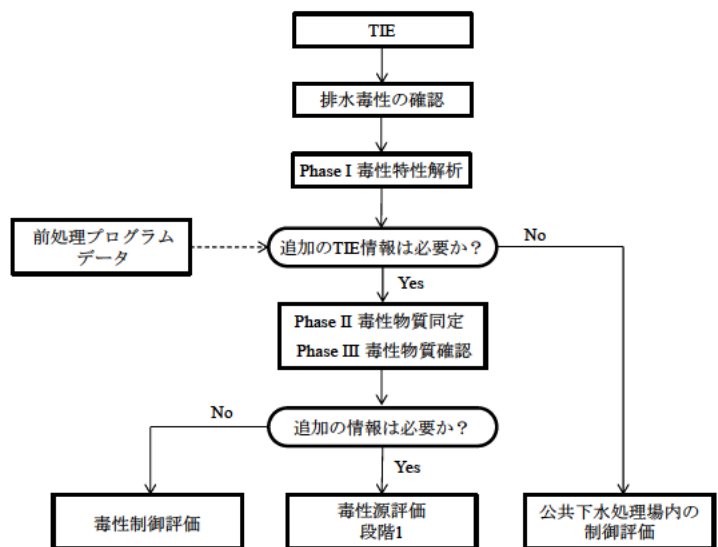 TIE
排水毒性の確認
Phase I 毒性特性解析
前処理プログラム
データ
追加のTIE情報は必要か？
No
Yes
Phase II 毒性物質同定
Phase III 毒性物質確認
No
追加の情報は必要か？
Yes
毒性制御評価
毒性源評価
段階1
公共下水処理場内の
制御評価